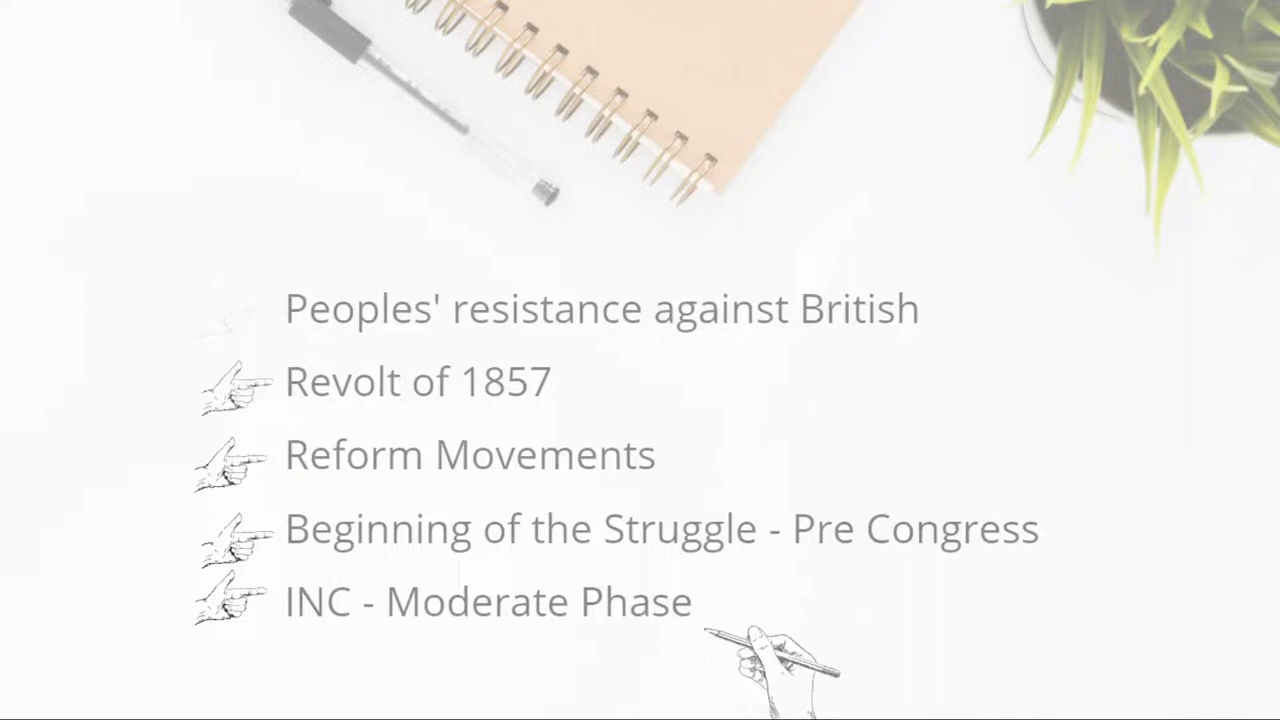 Peoples' resistance against British
Revolt of 1857
Reform Movements
Beginning of the Struggle - Pre Congress
INC - Moderate Phase